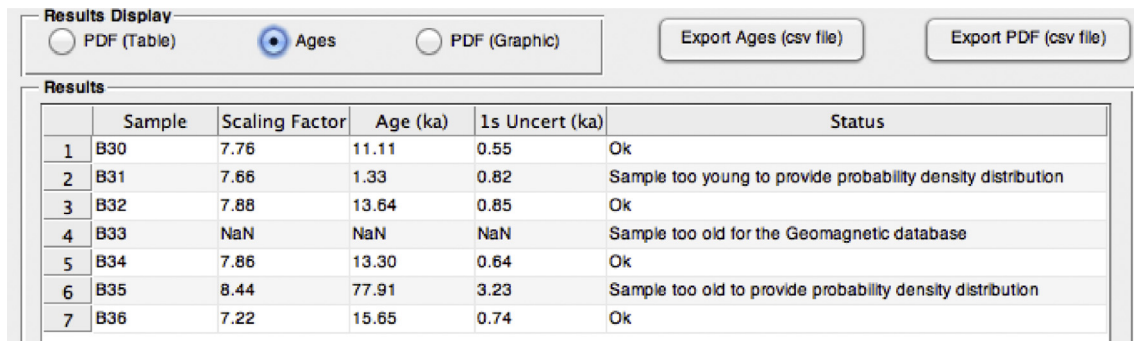 Results Display
PDF (Table) Ages PDF (Graphic) Export Ages (csv file) Export PDF (csv file)
Results
Sample Scaling Factor Age (ka) 1s Uncert (ka) Status
1 B30 7.76 11.11 0.55 Ok
2 B31 7.66 1.33 0.82 Sample too young to provide probability density distribution
3 B32 7.88 13.64 0.85 Ok
4 B33 NaN NaN NaN Sample too old for the Geomagnetic database
5 B34 7.86 13.30 0.64 Ok
6 B35 8.44 77.91 3.23 Sample too old to provide probability density distribution
7 B36 7.22 15.65 0.74 Ok